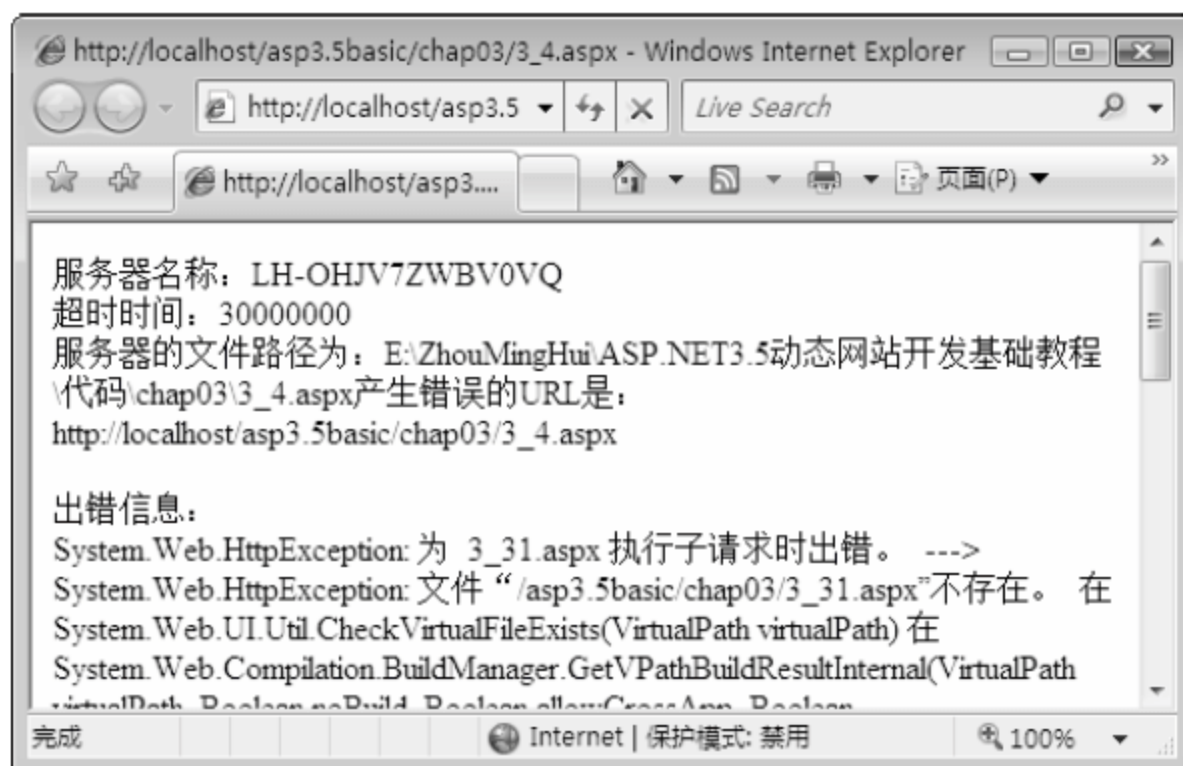 http://localhost/asp3.5basic/chap03/3_4.aspx - Windows Internet Explorer
http://localhost/asp3.5
Live Search
http//localhost/asp3....
页面(P)
服务器名称：LH-OHJV7ZWBV0VQ
超时时间：30000000
服务器的文件路径为：E:\ZhouMingHui\ASP.NET3.5动态网站开发基础教程
\代码\chap03\3_4.aspx产生错误的URL是：
http://localhost/asp3.5basic/chap03/3_4.aspx
出错信息：
System.Web.HttpException: 为 3_31.aspx 执行子请求时出错。 --->
System.Web.HttpException: 文件“/asp3.5basic/chap03/3_31.aspx”不存在。 在
System.Web.UI.Util.CheckVirtualFileExists(VirtualPath virtualPath) 在
System.Web.Compilation.BuildManager.GetVPathBuildResultInternal(VirtualPath
virtualPath, Boolean noBuild, Boolean allowCrossApp, Boolean
完成
Internet | 保护模式: 禁用
100%